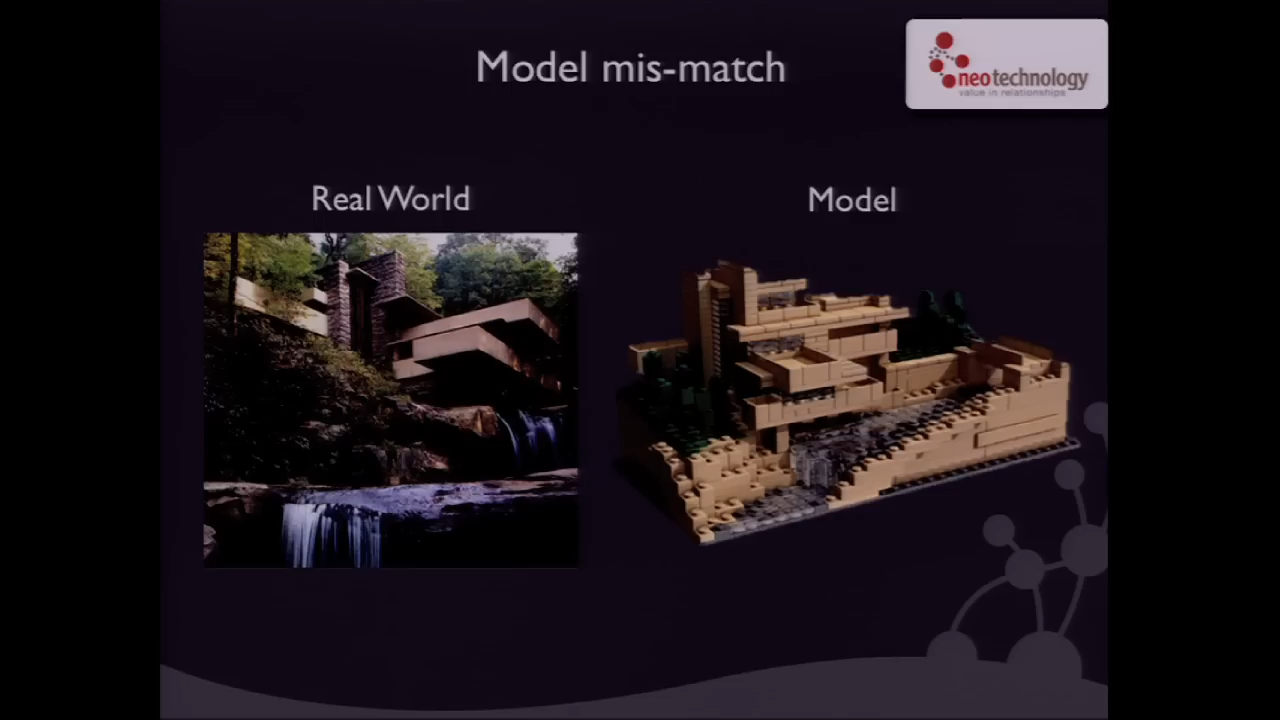 Model mis-match
neotechnology
value in relationships
Real World
Model